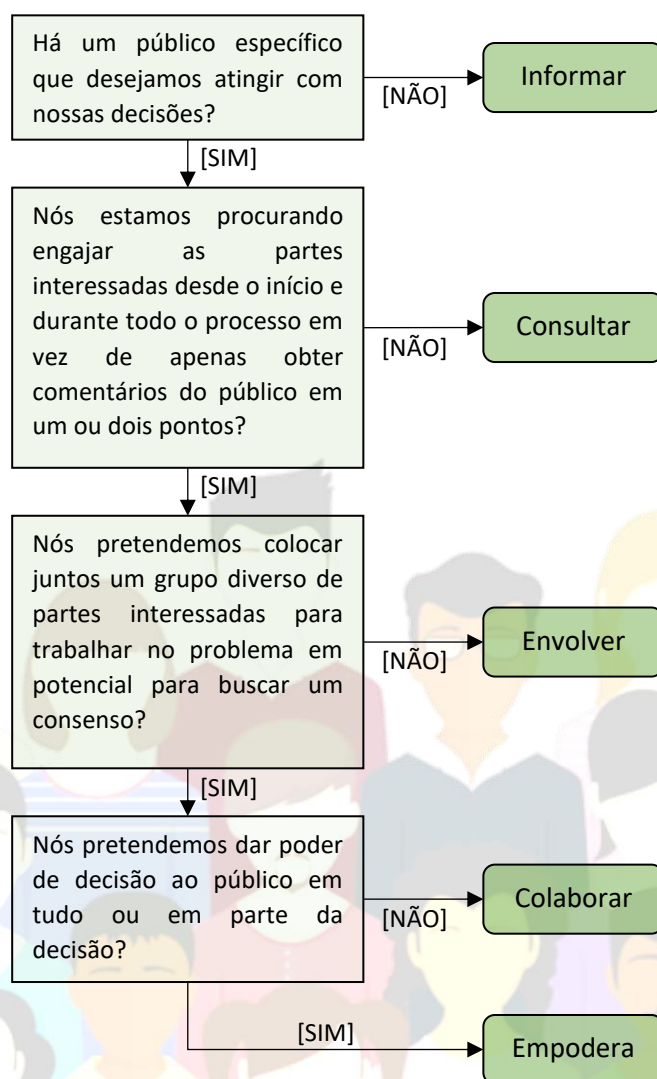 Há um público específico
que desejamos atingir com
nossas decisões?
[NÃO]
Informar
[SIM]
Nós estamos procurando
engajar as partes
interessadas desde o início e
durante todo o processo em
vez de apenas obter
comentários do público em
um ou dois pontos?
[NÃO]
Consultar
[SIM]
Nós pretendemos colocar
juntos um grupo diverso de
partes interessadas para
trabalhar no problema em
potencial para buscar um
consenso?
[NÃO]
Envolver
[SIM]
Nós pretendemos dar poder
de decisão ao público em
tudo ou em parte da
decisão?
[NÃO]
Colaborar
[SIM]
Empodera